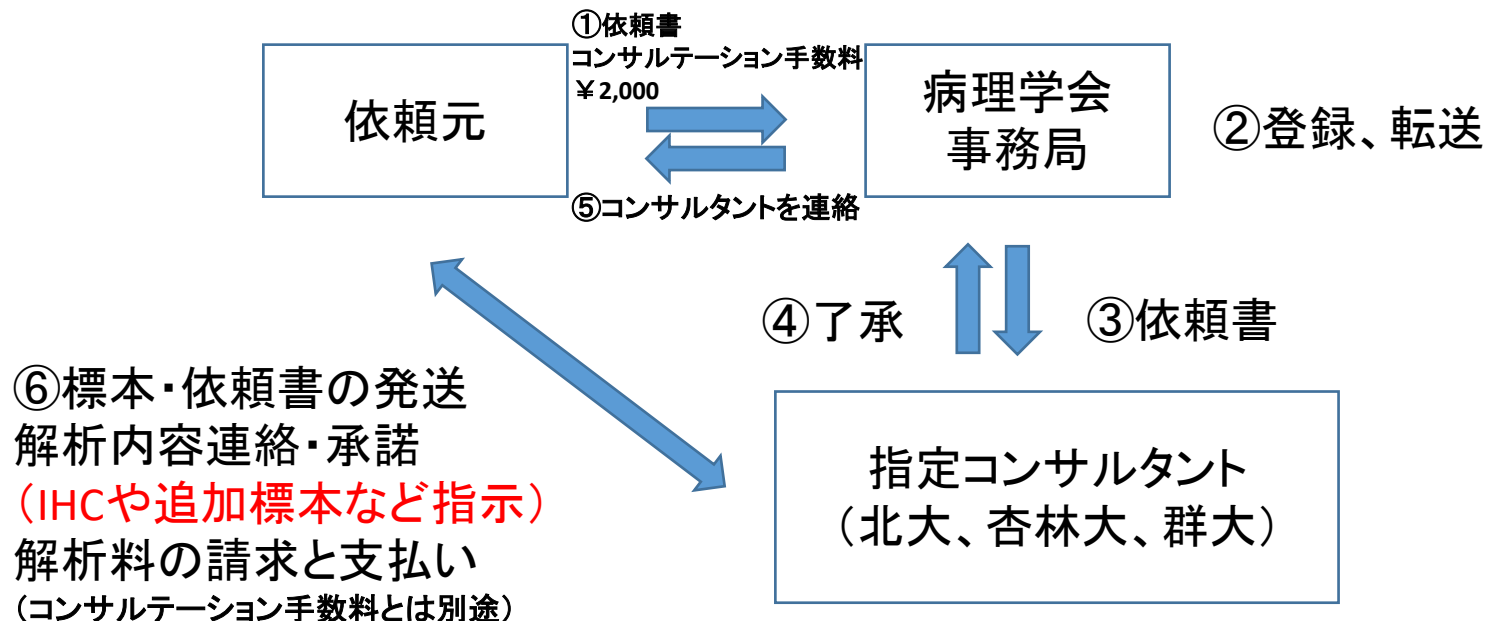 ①依頼書
コンサルテーション手数料
￥2,000
依頼元
病理学会
事務局
②登録、転送
⑤コンサルタントを連絡
④了承
③依頼書
⑥標本・依頼書の発送
解析内容連絡・承諾
（IHCや追加標本など指示）
解析料の請求と支払い
（コンサルテーション手数料とは別途）
指定コンサルタント
（北大、杏林大、群大）